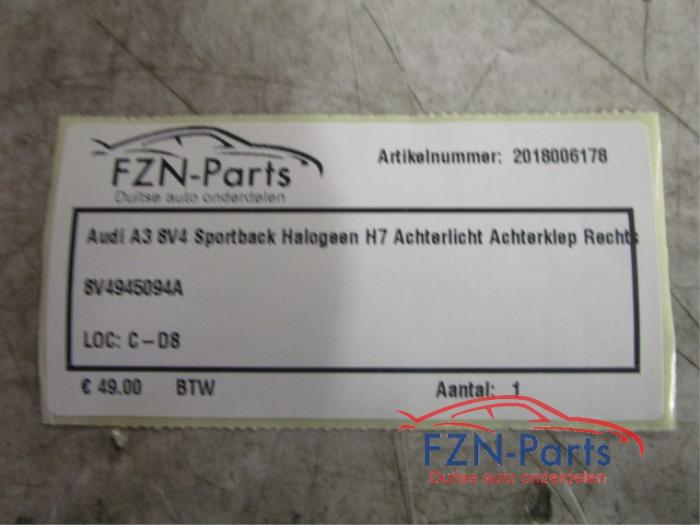 FZN-Parts
Duitse auto onderdelen
Artikelnummer: 2018006178
Audi A3 8V4 Sportback Halogeen H7 Achterlicht Achterklep Rechts
8V4945094A
LOC: C-D8
€ 49.00 BTW Aantal: 1
FZN-Parts
Duitse auto onderdelen